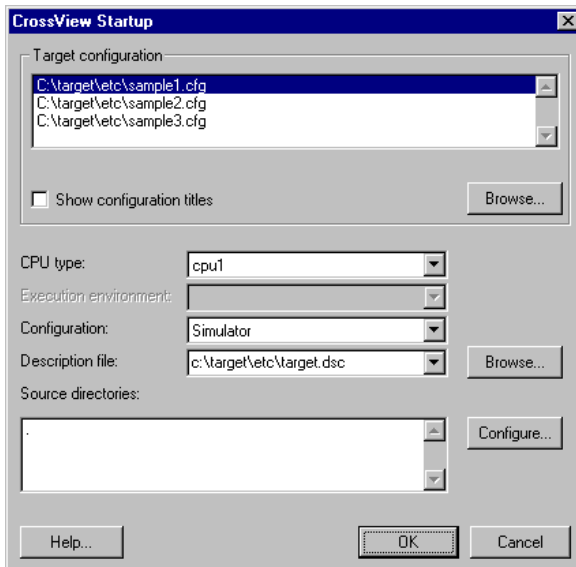 CrossView Startup
Target configuration
C:\target\etc\sample1.cfg
C:\target\etc\sample2.cfg
C:\target\etc\sample3.cfg
Show configuration titles
Browse...
CPU type:
cpu1
Execution environment:
Configuration:
Simulator
Description file:
c:\target\etc\target.dsc
Browse...
Source directories:
.
Configure...
Help...
OK
Cancel